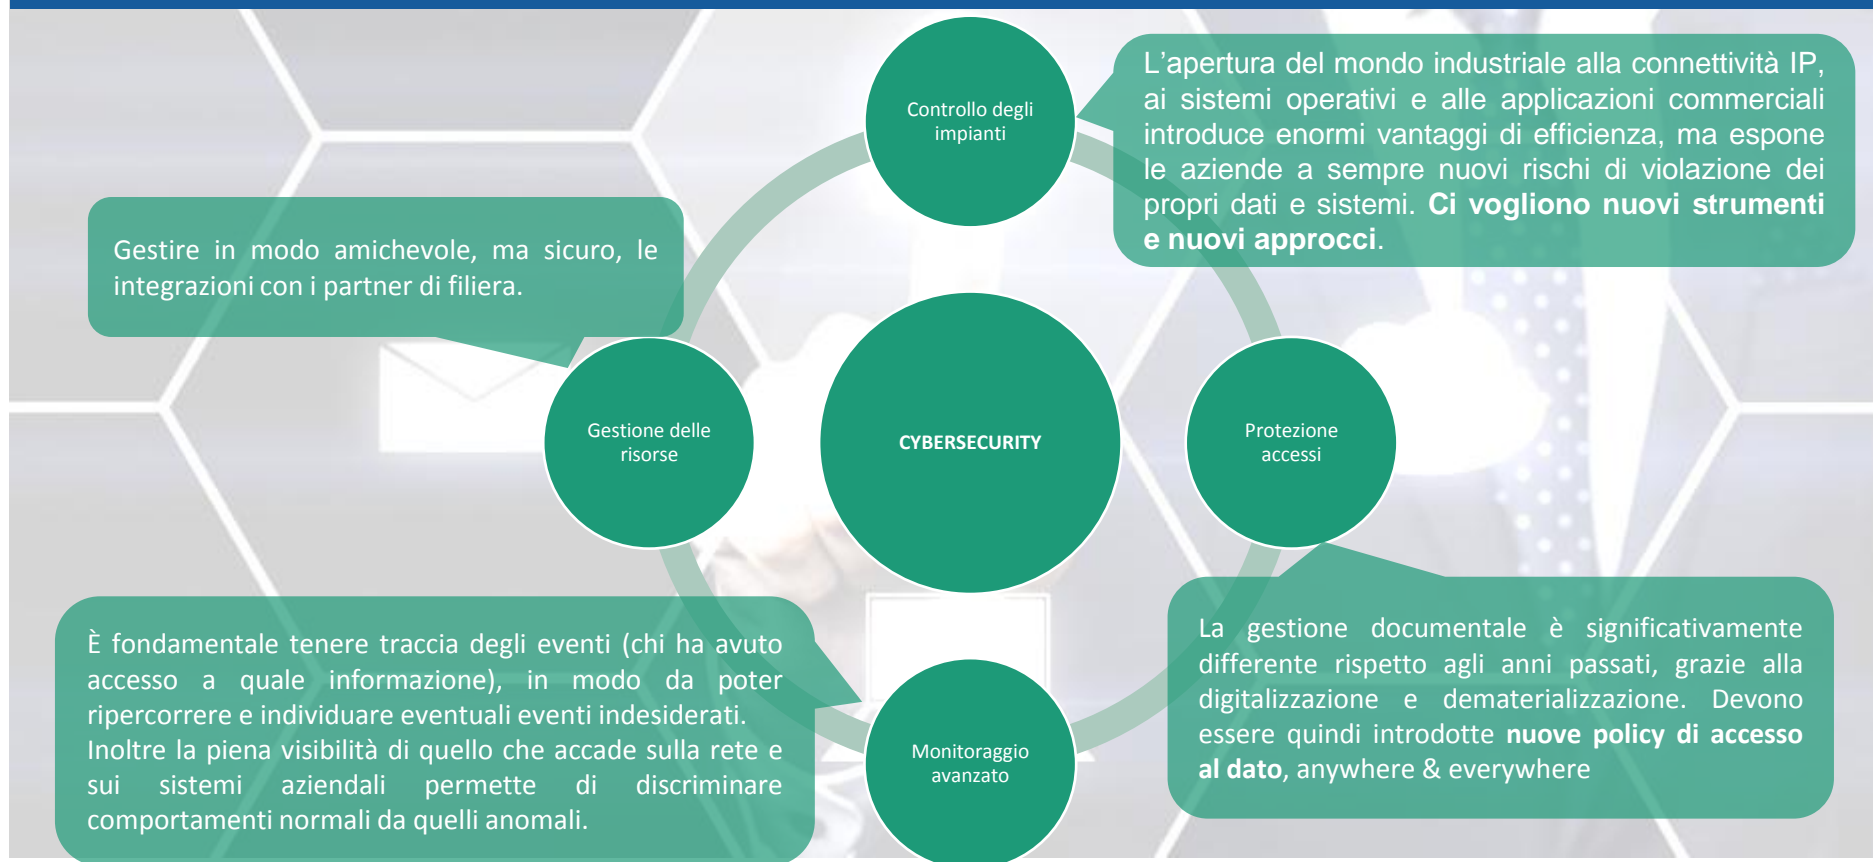 Controllo degli
impianti
L'apertura del mondo industriale alla connettività IP,
ai sistemi operativi e alle applicazioni commerciali
introduce enormi vantaggi di efficienza, ma espone
le aziende a sempre nuovi rischi di violazione dei
propri dati e sistemi. Ci vogliono nuovi strumenti
e nuovi approcci.
Gestire in modo amichevole, ma sicuro, le
integrazioni con i partner di filiera.
Gestione delle
risorse
CYBERSECURITY
Protezione
accessi
È fondamentale tenere traccia degli eventi (chi ha avuto
accesso a quale informazione), in modo da poter
ripercorrere e individuare eventuali eventi indesiderati.
Inoltre la piena visibilità di quello che accade sulla rete e
sui sistemi aziendali permette di discriminare
comportamenti normali da quelli anomali.
Monitoraggio
avanzato
La gestione documentale è significativamente
differente rispetto agli anni passati, grazie alla
digitalizzazione e dematerializzazione. Devono
essere quindi introdotte nuove policy di accesso
al dato, anywhere & everywhere